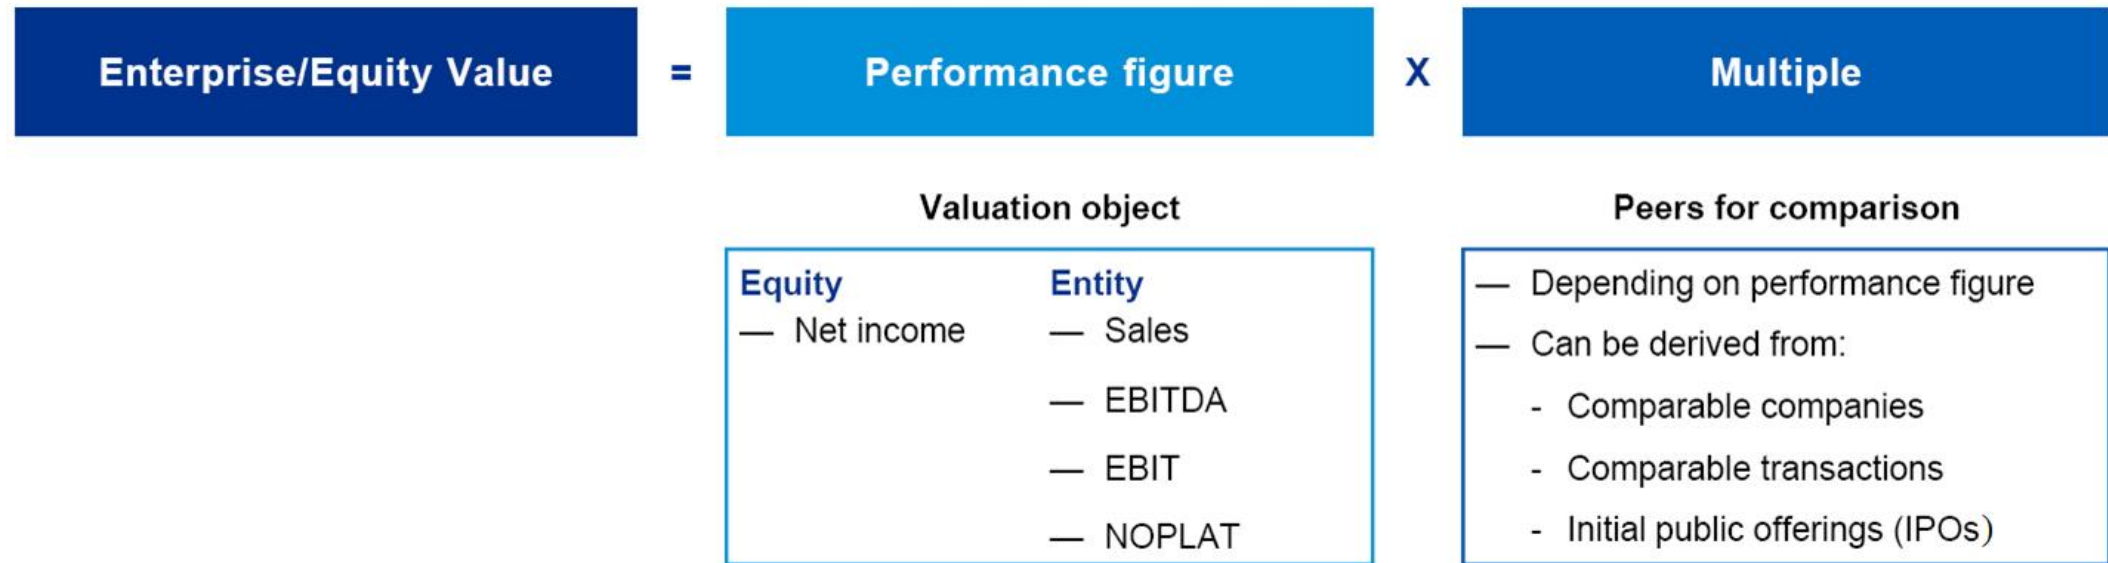 Enterprise/Equity Value = Performance figure X Multiple
Valuation object
Equity
— Net income
Entity
— Sales
— EBITDA
— EBIT
— NOPLAT
Peers for comparison
— Depending on performance figure
— Can be derived from:
- Comparable companies
- Comparable transactions
- Initial public offerings (IPOs)